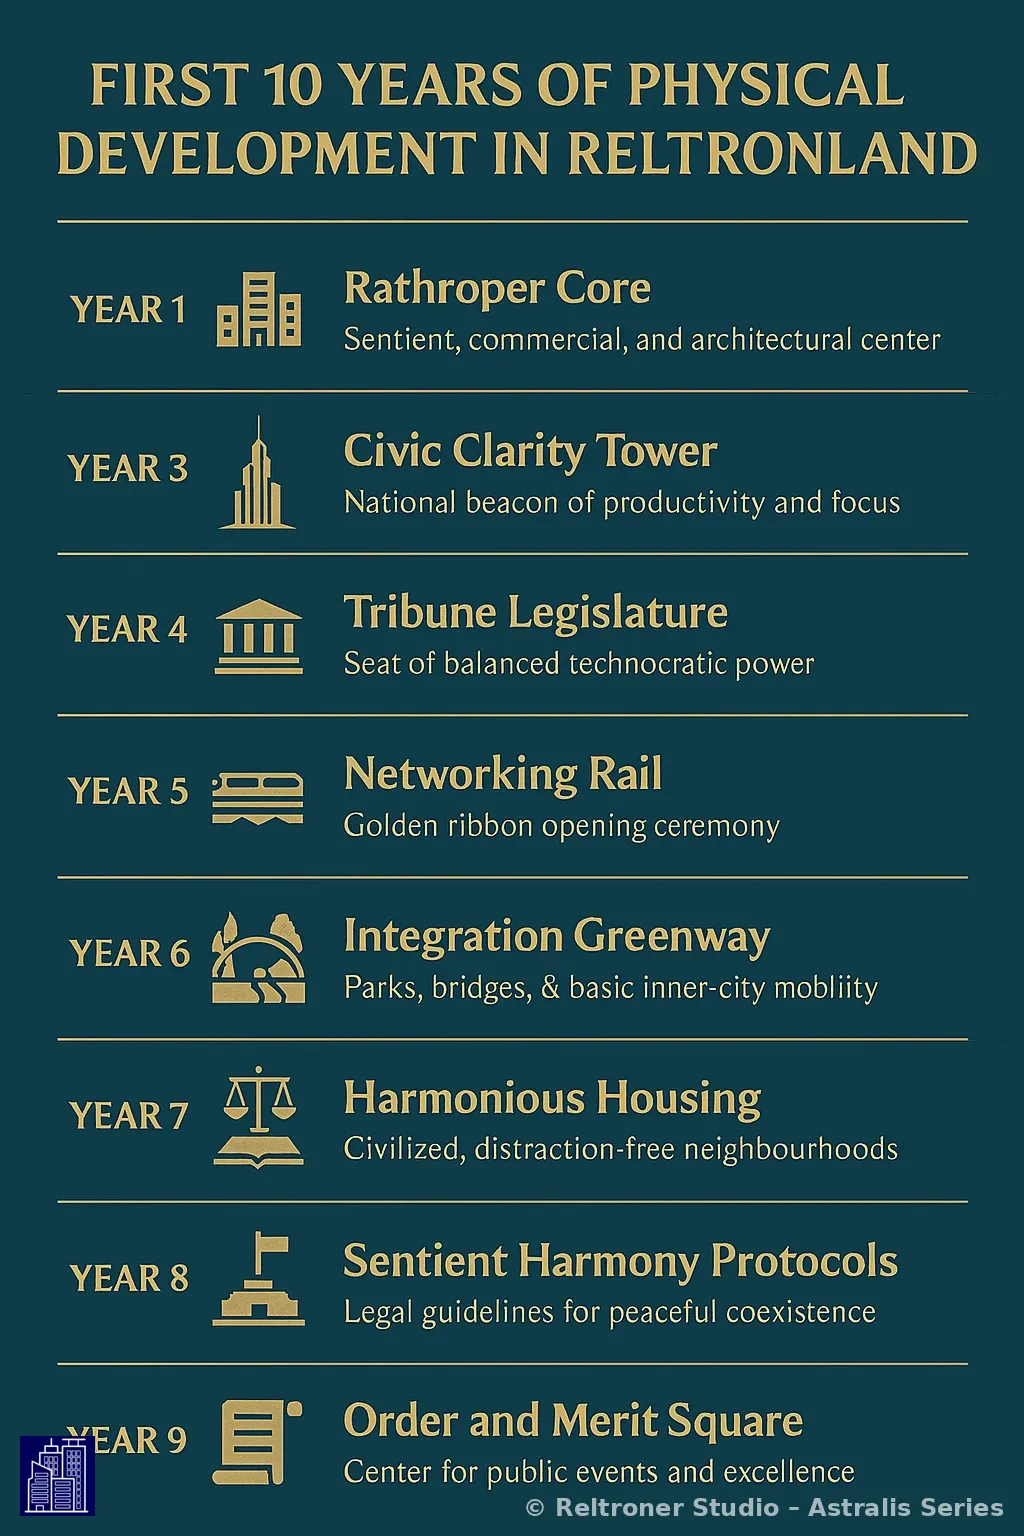 FIRST 10 YEARS OF PHYSICAL
DEVELOPMENT IN RELTRONLAND
YEAR 1
Rathroper Core
Sentient, commercial, and architectural center
YEAR 3
Civic Clarity Tower
National beacon of productivity and focus
YEAR 4
Tribune Legislature
Seat of balanced technocratic power
YEAR 5
Networking Rail
Golden ribbon opening ceremony
YEAR 6
Integration Greenway
Parks, bridges, & basic inner-city mobliity
YEAR 7
Harmonious Housing
Civilized, distraction-free neighbourhoods
YEAR 8
Sentient Harmony Protocols
Legal guidelines for peaceful coexistence
YEAR 9
Order and Merit Square
Center for public events and excellence
© Reltroner Studio – Astralis Series